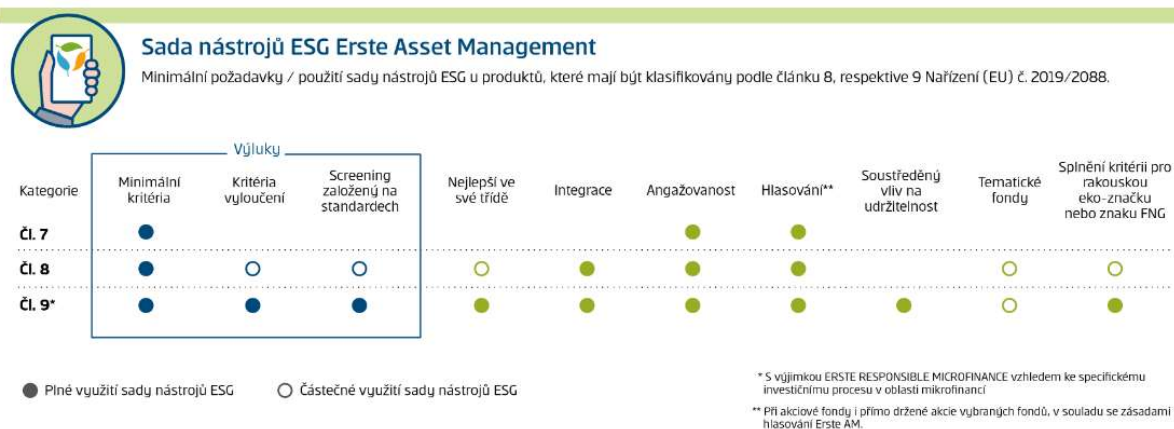 Sada nástrojů ESG Erste Asset Management
Minimální požadavky / použití sady nástrojů ESG u produktů, které mají být klasifikovány podle článku 8, respektive 9 Nařízení (EU) č. 2019/2088.
Výluky
Kategorie
Minimální
kritéria
Kritéria
vyloučení
Screening
založený na
standardech
Nejlepší ve
své třídě
Integrace
Angažovanost
Hlasování**
Soustředěný
vliv na
udržitelnost
Tematické
fondy
Splnění kritérií pro
rakouskou
eko-značku
nebo znaku FNG
Čl. 7
Čl. 8
Čl. 9*
Plné využití sady nástrojů ESG
Částečné využití sady nástrojů ESG
* S výjimkou ERSTE RESPONSIBLE MICROFINANCE vzhledem ke specifickému
investičnímu procesu v oblasti mikrofinancí
** Při akciové fondy i přímo držené akcie vybraných fondů, v souladu se zásadami
hlasování Erste AM.